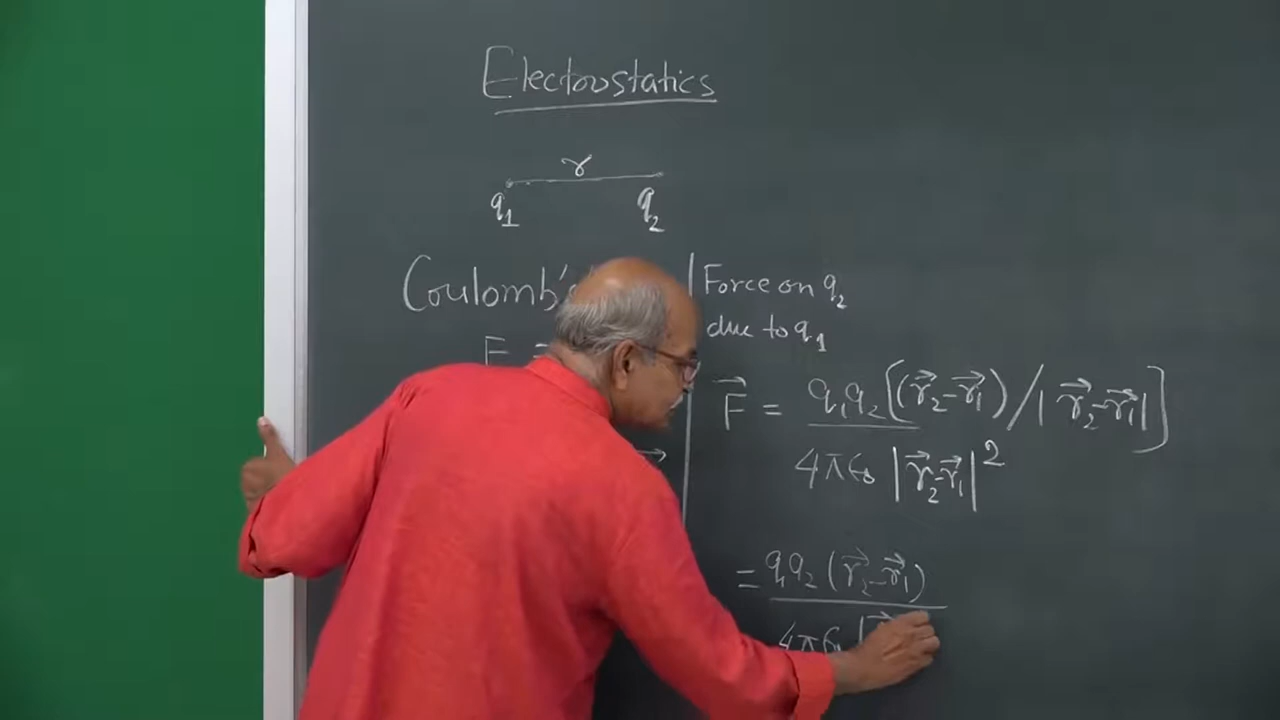 Electrostatics
r
q₁ q₂
Coulomb's
F =
Force on q₂
due to q₁
F⃗ = q₁q₂ [(r⃗₂-r⃗₁) / |r⃗₂-r⃗₁|]
4πϵ₀ |r⃗₂-r⃗₁|²
= q₁q₂ (r⃗₂-r⃗₁)
4πϵ₀ |